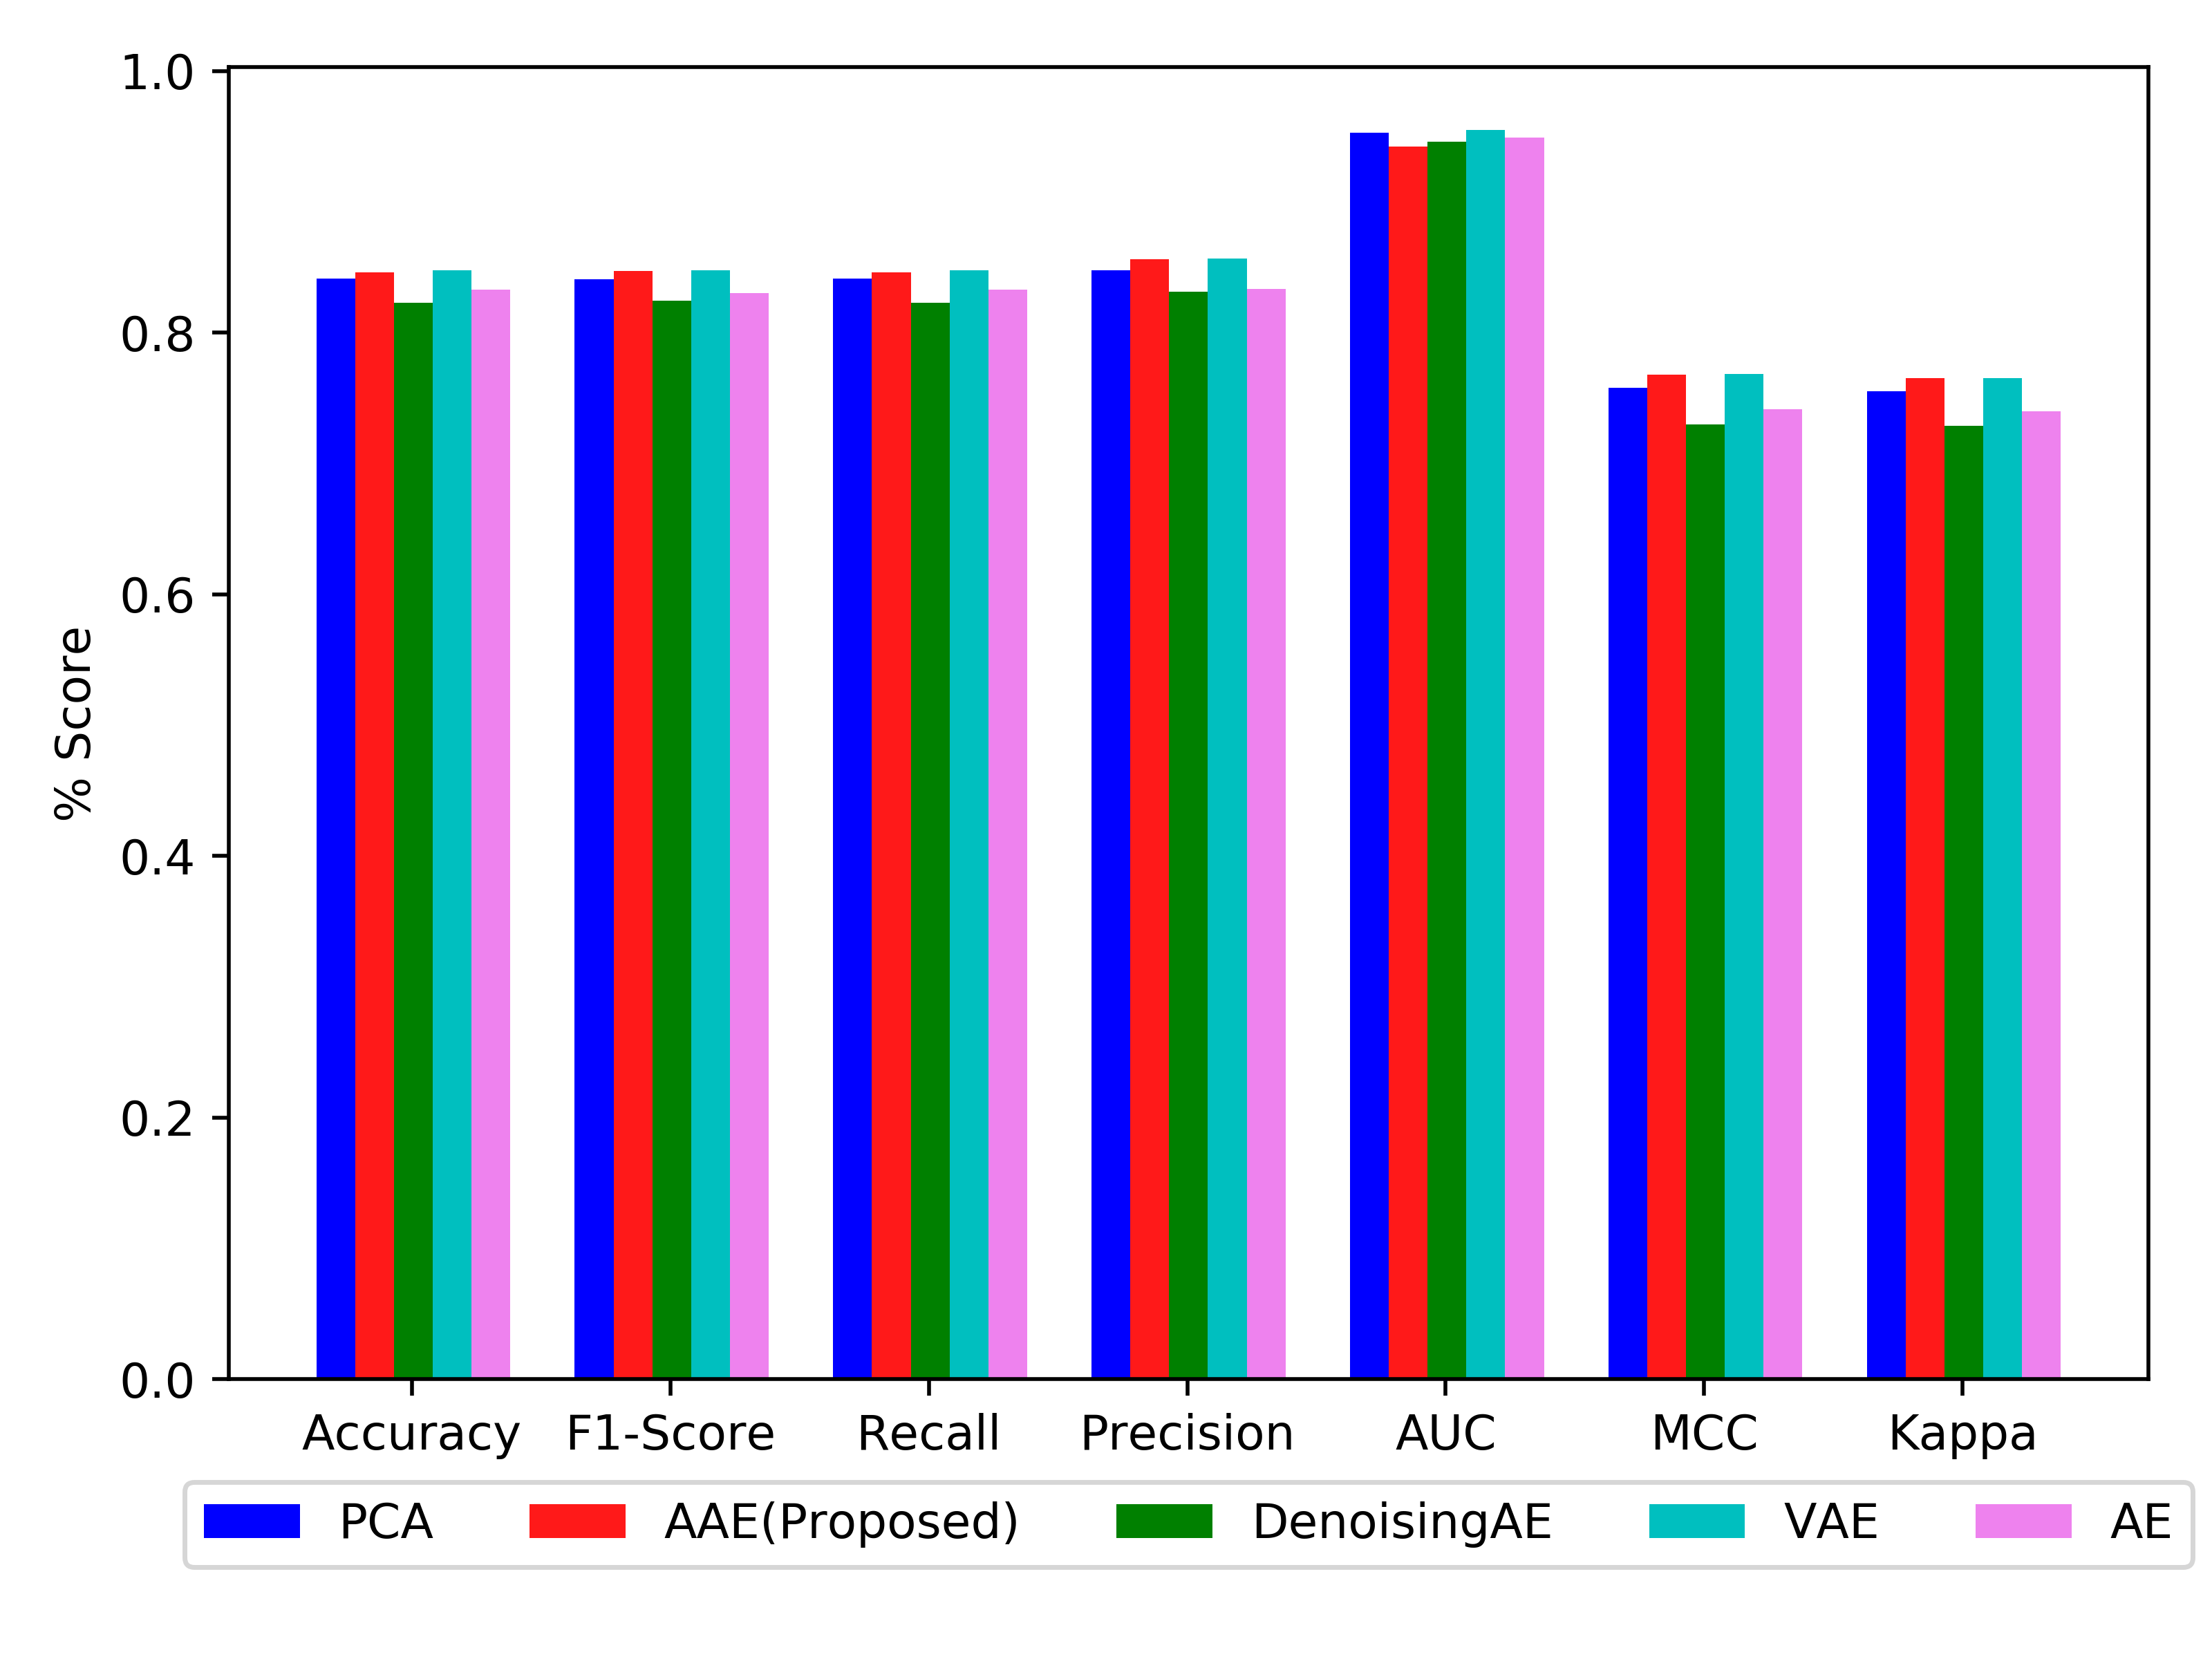 1.0
0.8
0.6
0.4
0.2
0.0
% Score
Accuracy F1-Score Recall Precision AUC MCC Kappa
PCA AAE(Proposed) DenoisingAE VAE AE